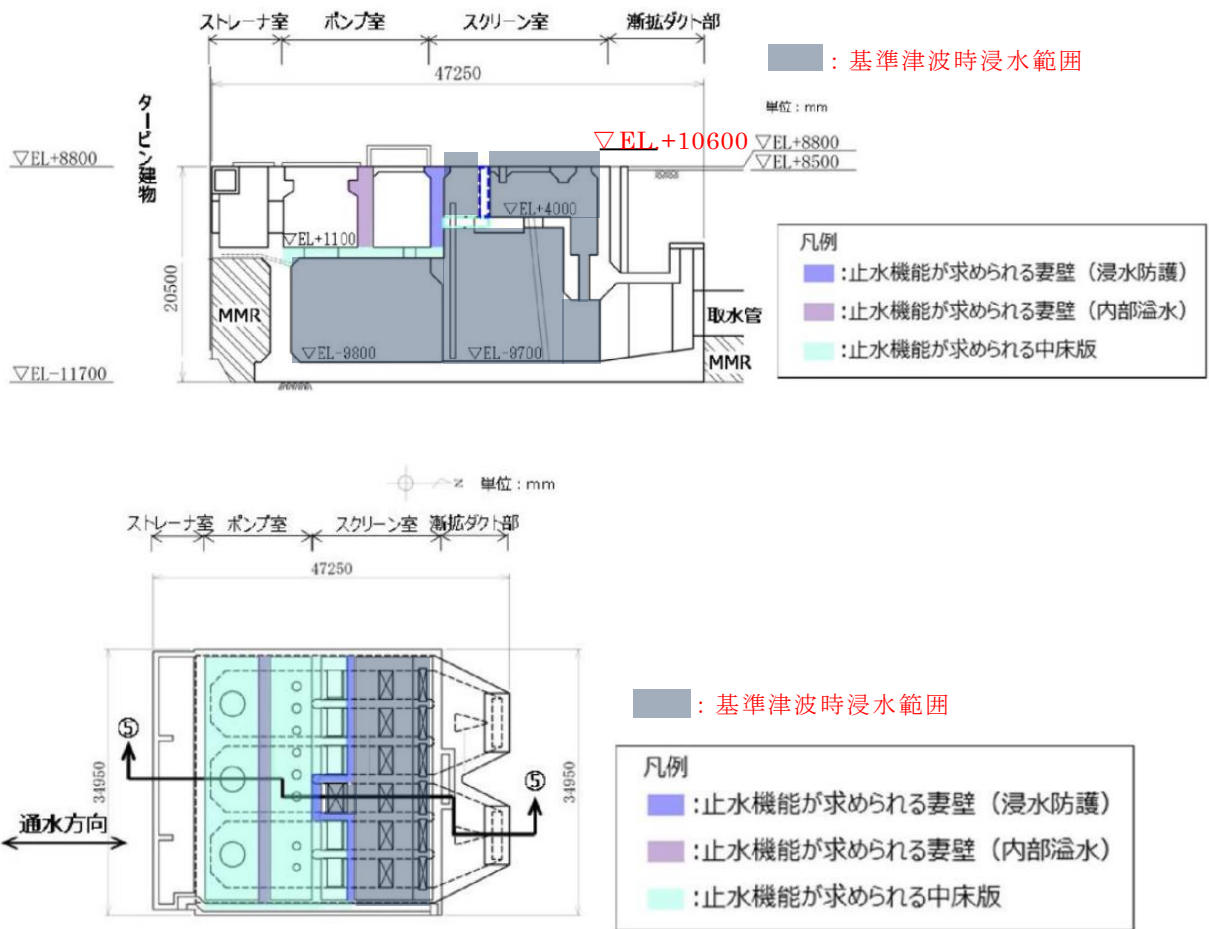 ストレーナ室 ポンプ室 スクリーン室 漸拡ダクト部
: 基準津波時浸水範囲
47250
単位：mm
タービン建物
▽EL+8800
▽EL.+10600
▽EL+8800
▽EL+8500
▽EL+4000
▽EL+1100
20500
MMR
取水管
▽EL-9800
▽EL-9700
MMR
▽EL-11700
凡例
:止水機能が求められる妻壁（浸水防護）
:止水機能が求められる妻壁（内部溢水）
:止水機能が求められる中床版
N 単位：mm
ストレーナ室 ポンプ室 スクリーン室 漸拡ダクト部
47250
: 基準津波時浸水範囲
⑤
⑤
34950
34950
通水方向
凡例
:止水機能が求められる妻壁（浸水防護）
:止水機能が求められる妻壁（内部溢水）
:止水機能が求められる中床版